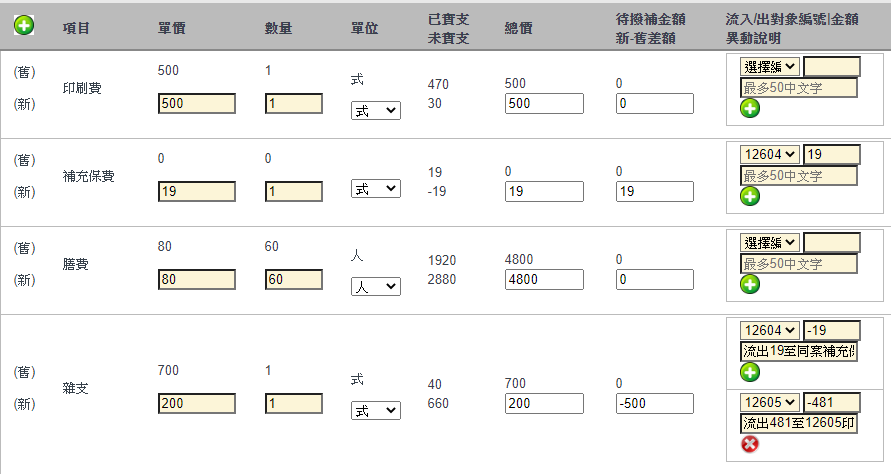 項目 單價 數量 單位 已實支 未實支 總價 待撥補金額 新-舊差額 流入/出對象編號|金額 異動說明
(舊) 500 1 式 470 500 0 選擇編
(新) 印刷費 500 1 式 30 500 0 最多50中文字
(舊) 0 0 19 0 0 12604 19
(新) 補充保費 19 1 式 -19 19 19 最多50中文字
(舊) 80 60 人 1920 4800 0 選擇編
(新) 膳費 80 60 人 2880 4800 0 最多50中文字
(舊) 700 1 式 40 700 0 12604 -19
流出19至同案補充保
(新) 雜支 200 1 式 660 200 -500 12605 -481
流出481至12605印